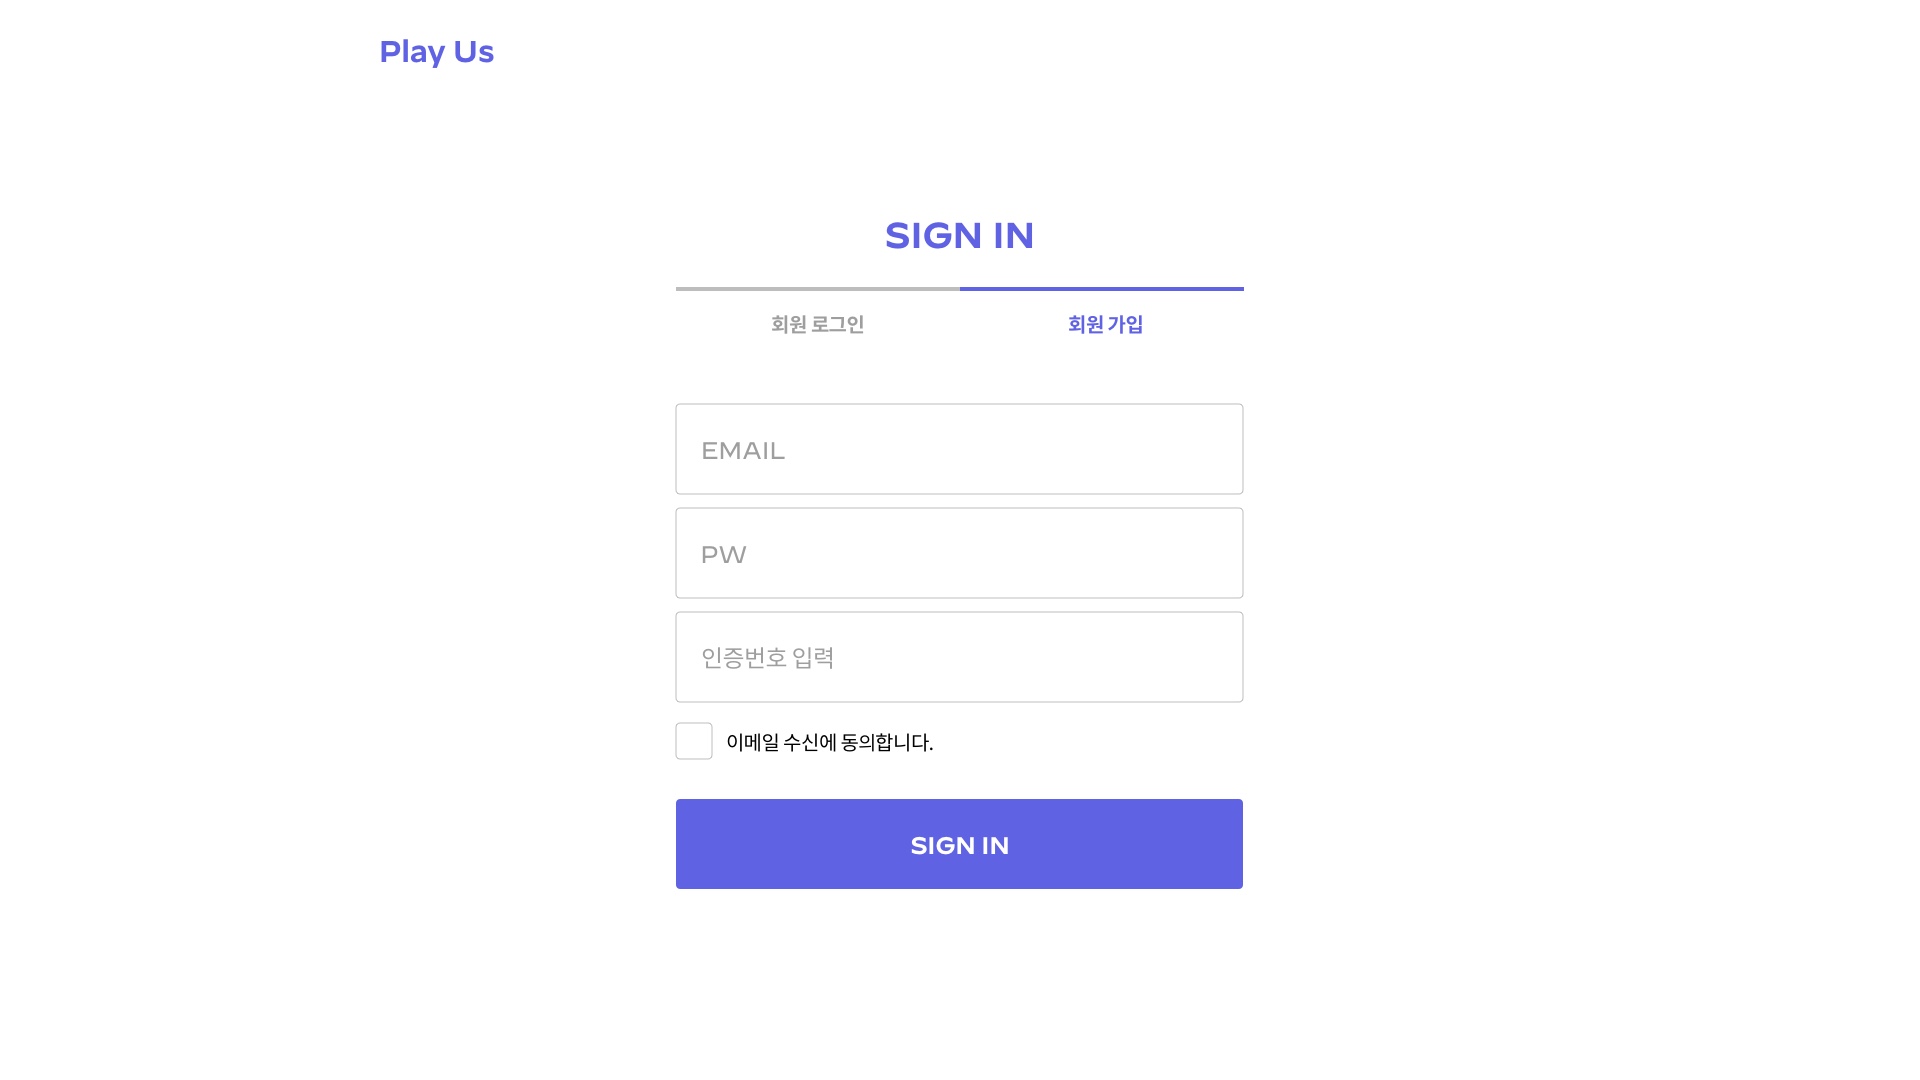 Play Us
SIGN IN
회원 로그인
회원 가입
EMAIL
PW
인증번호 입력
이메일 수신에 동의합니다.
SIGN IN